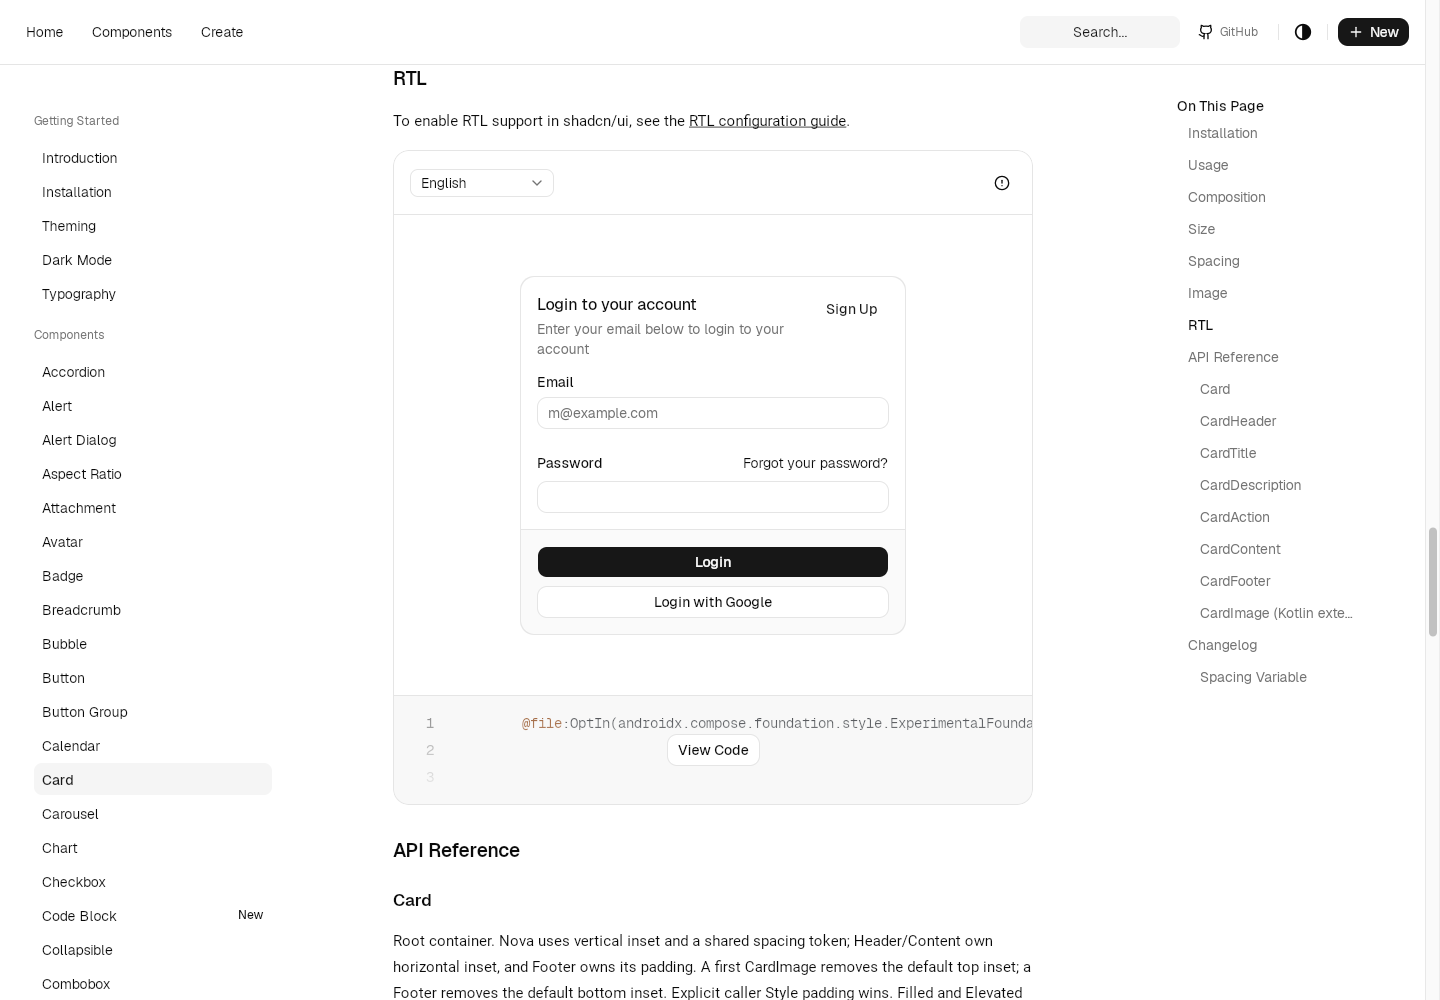 Home
Components
Create
Search...
GitHub
New
Getting Started
Introduction
Installation
Theming
Dark Mode
Typography
Components
Accordion
Alert
Alert Dialog
Aspect Ratio
Attachment
Avatar
Badge
Breadcrumb
Bubble
Button
Button Group
Calendar
Card
Carousel
Chart
Checkbox
Code Block
New
Collapsible
Combobox
RTL
To enable RTL support in shadcn/ui, see the RTL configuration guide.
English
Login to your account
Enter your email below to login to your
account
Sign Up
Email
m@example.com
Password
Forgot your password?
Login
Login with Google
1 @file:OptIn(androidx.compose.foundation.style.ExperimentalFounda
2
3
View Code
API Reference
Card
Root container. Nova uses vertical inset and a shared spacing token; Header/Content own
horizontal inset, and Footer owns its padding. A first CardImage removes the default top inset; a
Footer removes the default bottom inset. Explicit caller Style padding wins. Filled and Elevated
On This Page
Installation
Usage
Composition
Size
Spacing
Image
RTL
API Reference
Card
CardHeader
CardTitle
CardDescription
CardAction
CardContent
CardFooter
CardImage (Kotlin exte...
Changelog
Spacing Variable